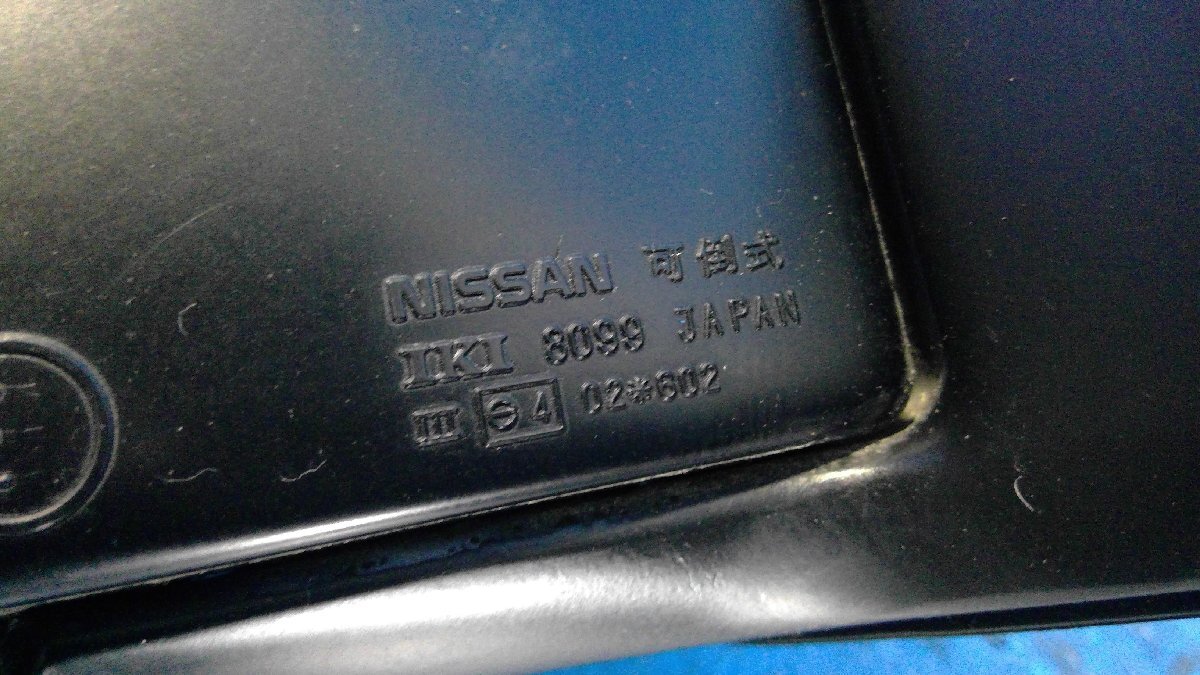 NISSAN 可倒式
IKI 8099 JAPAN
III ⊖4 02*602